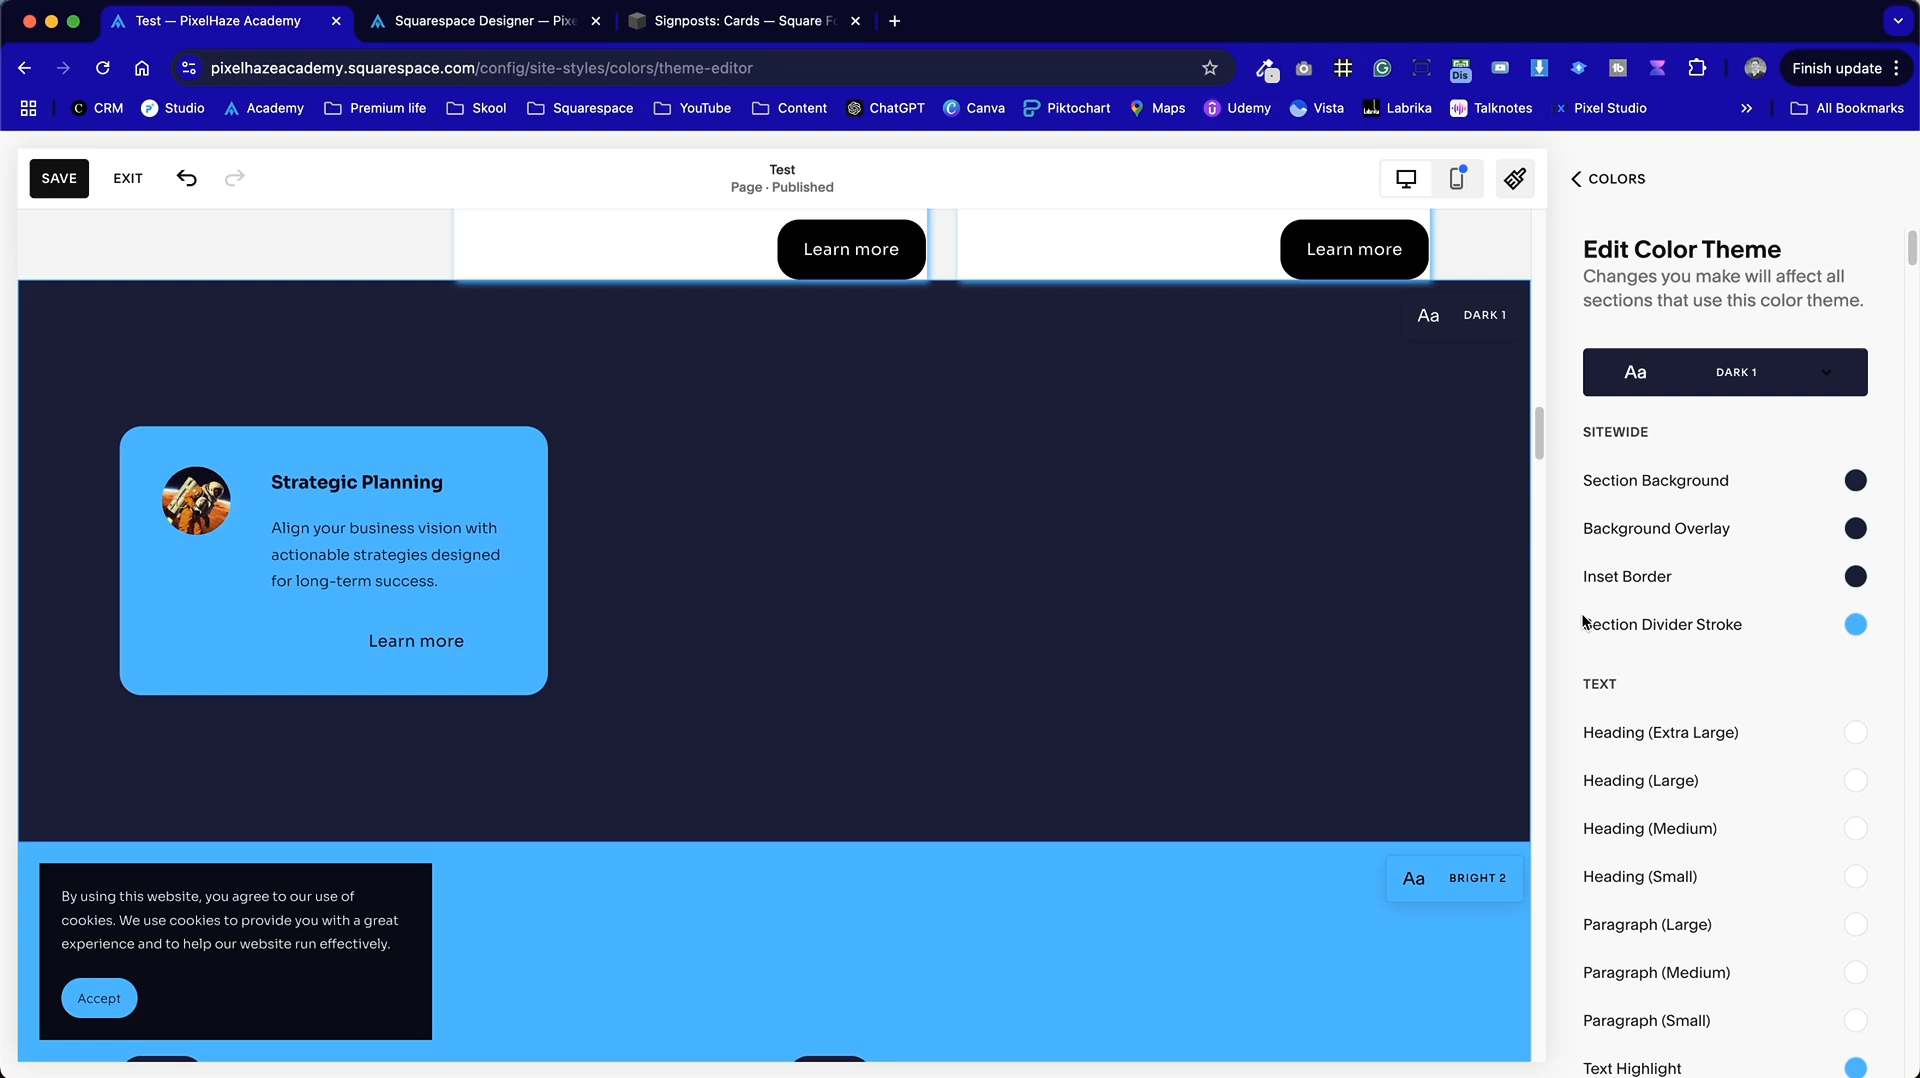 Test — PixelHaze Academy
Squarespace Designer — Pixe
Signposts: Cards — Square Fo
pixelhazeacademy.squarespace.com/config/site-styles/colors/theme-editor
Dis
Finish update
CRM
Studio
Academy
Premium life
Skool
Squarespace
YouTube
Content
ChatGPT
Canva
Piktochart
Maps
Udemy
Vista
Labrika
Talknotes
Pixel Studio
All Bookmarks
SAVE
EXIT
Test
Page · Published
COLORS
Learn more
Learn more
Aa DARK 1
Strategic Planning
Align your business vision with
actionable strategies designed
for long-term success.
Learn more
Aa BRIGHT 2
By using this website, you agree to our use of
cookies. We use cookies to provide you with a great
experience and to help our website run effectively.
Accept
Edit Color Theme
Changes you make will affect all
sections that use this color theme.
Aa DARK 1
SITEWIDE
Section Background
Background Overlay
Inset Border
Section Divider Stroke
TEXT
Heading (Extra Large)
Heading (Large)
Heading (Medium)
Heading (Small)
Paragraph (Large)
Paragraph (Medium)
Paragraph (Small)
Text Highlight